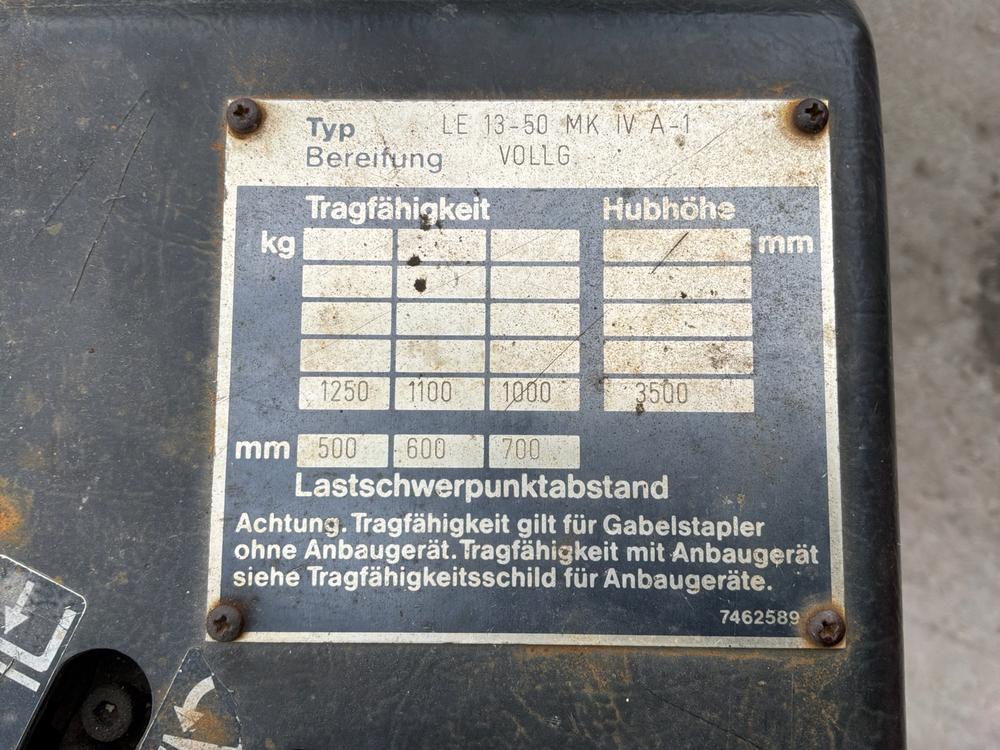 Typ LE 13-50 MK IV A-1
Bereifung VOLLG.
Tragfähigkeit Hubhöhe
kg mm
1250 1100 1000 3500
mm 500 600 700
Lastschwerpunktabstand
Achtung. Tragfähigkeit gilt für Gabelstapler
ohne Anbaugerät. Tragfähigkeit mit Anbaugerät
siehe Tragfähigkeitsschild für Anbaugeräte.
7462589